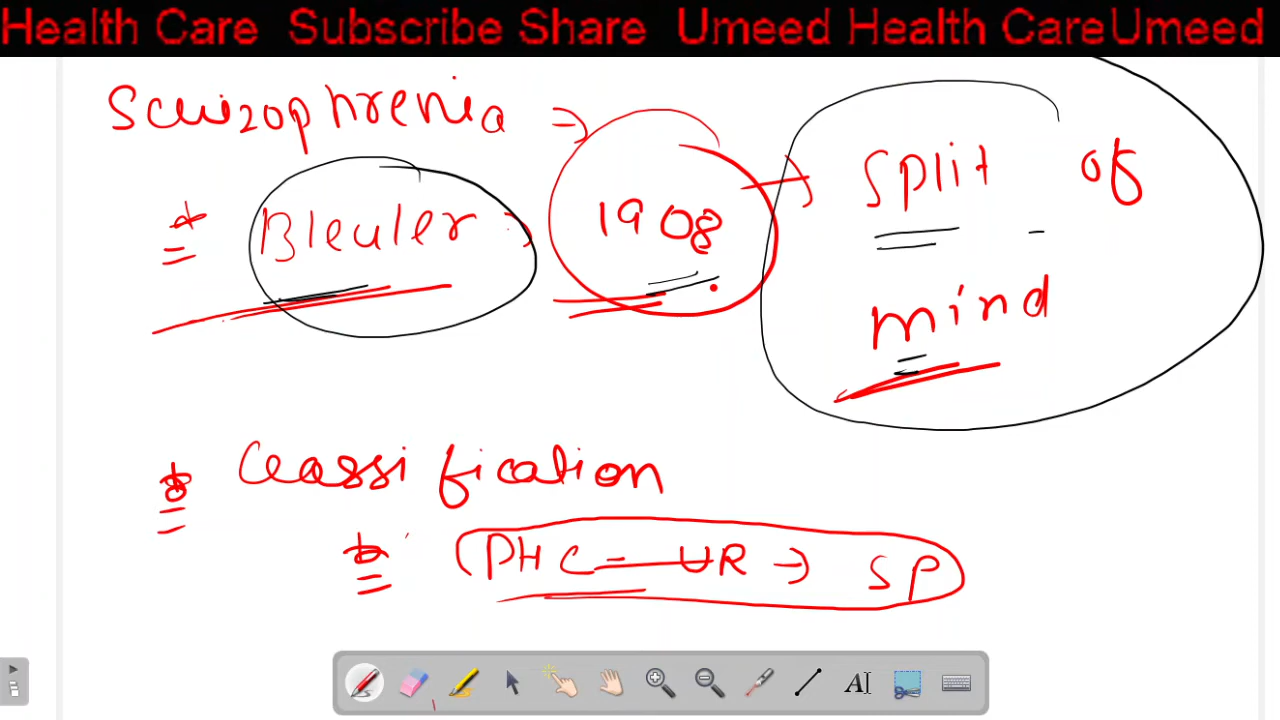 Health Care Subscribe Share Umeed Health CareUmeed
Schizophrenia → 
* Bleuler → 1908 → Split of
mind
* Classification
* (PHC - UR → SP